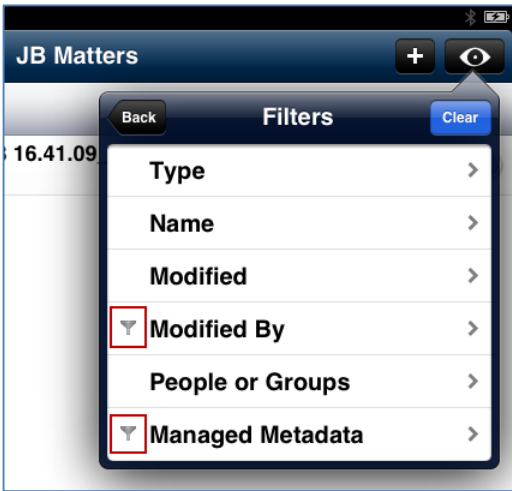 JB Matters
+
Back
Filters
Clear
16.41.09
Type
Name
Modified
Modified By
People or Groups
Managed Metadata